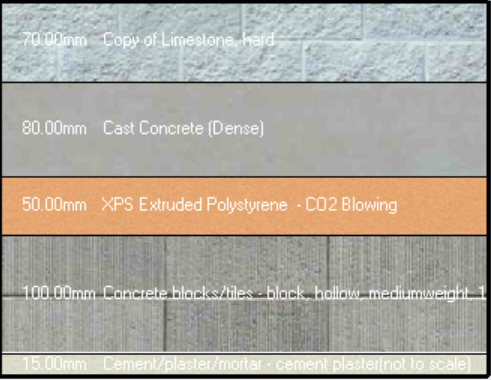 70.00mm Copy of Limestone, hard
80.00mm Cast Concrete (Dense)
50.00mm XPS Extruded Polystyrene - CO2 Blowing
100.00mm Concrete blocks/tiles - block, hollow, mediumweight, 1
15.00mm Cement/plaster/mortar - cement plaster(not to scale)